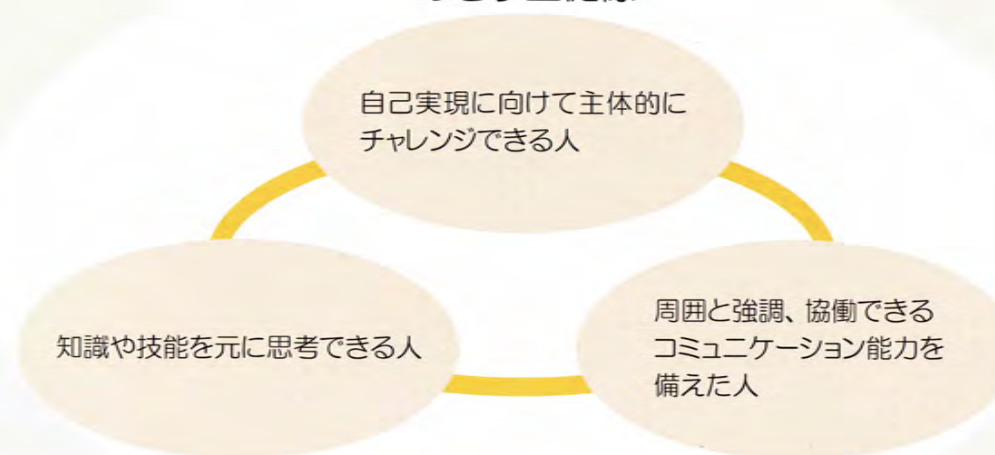 自己実現に向けて主体的に
チャレンジできる人
知識や技能を元に思考できる人
周囲と強調、協働できる
コミュニケーション能力を
備えた人